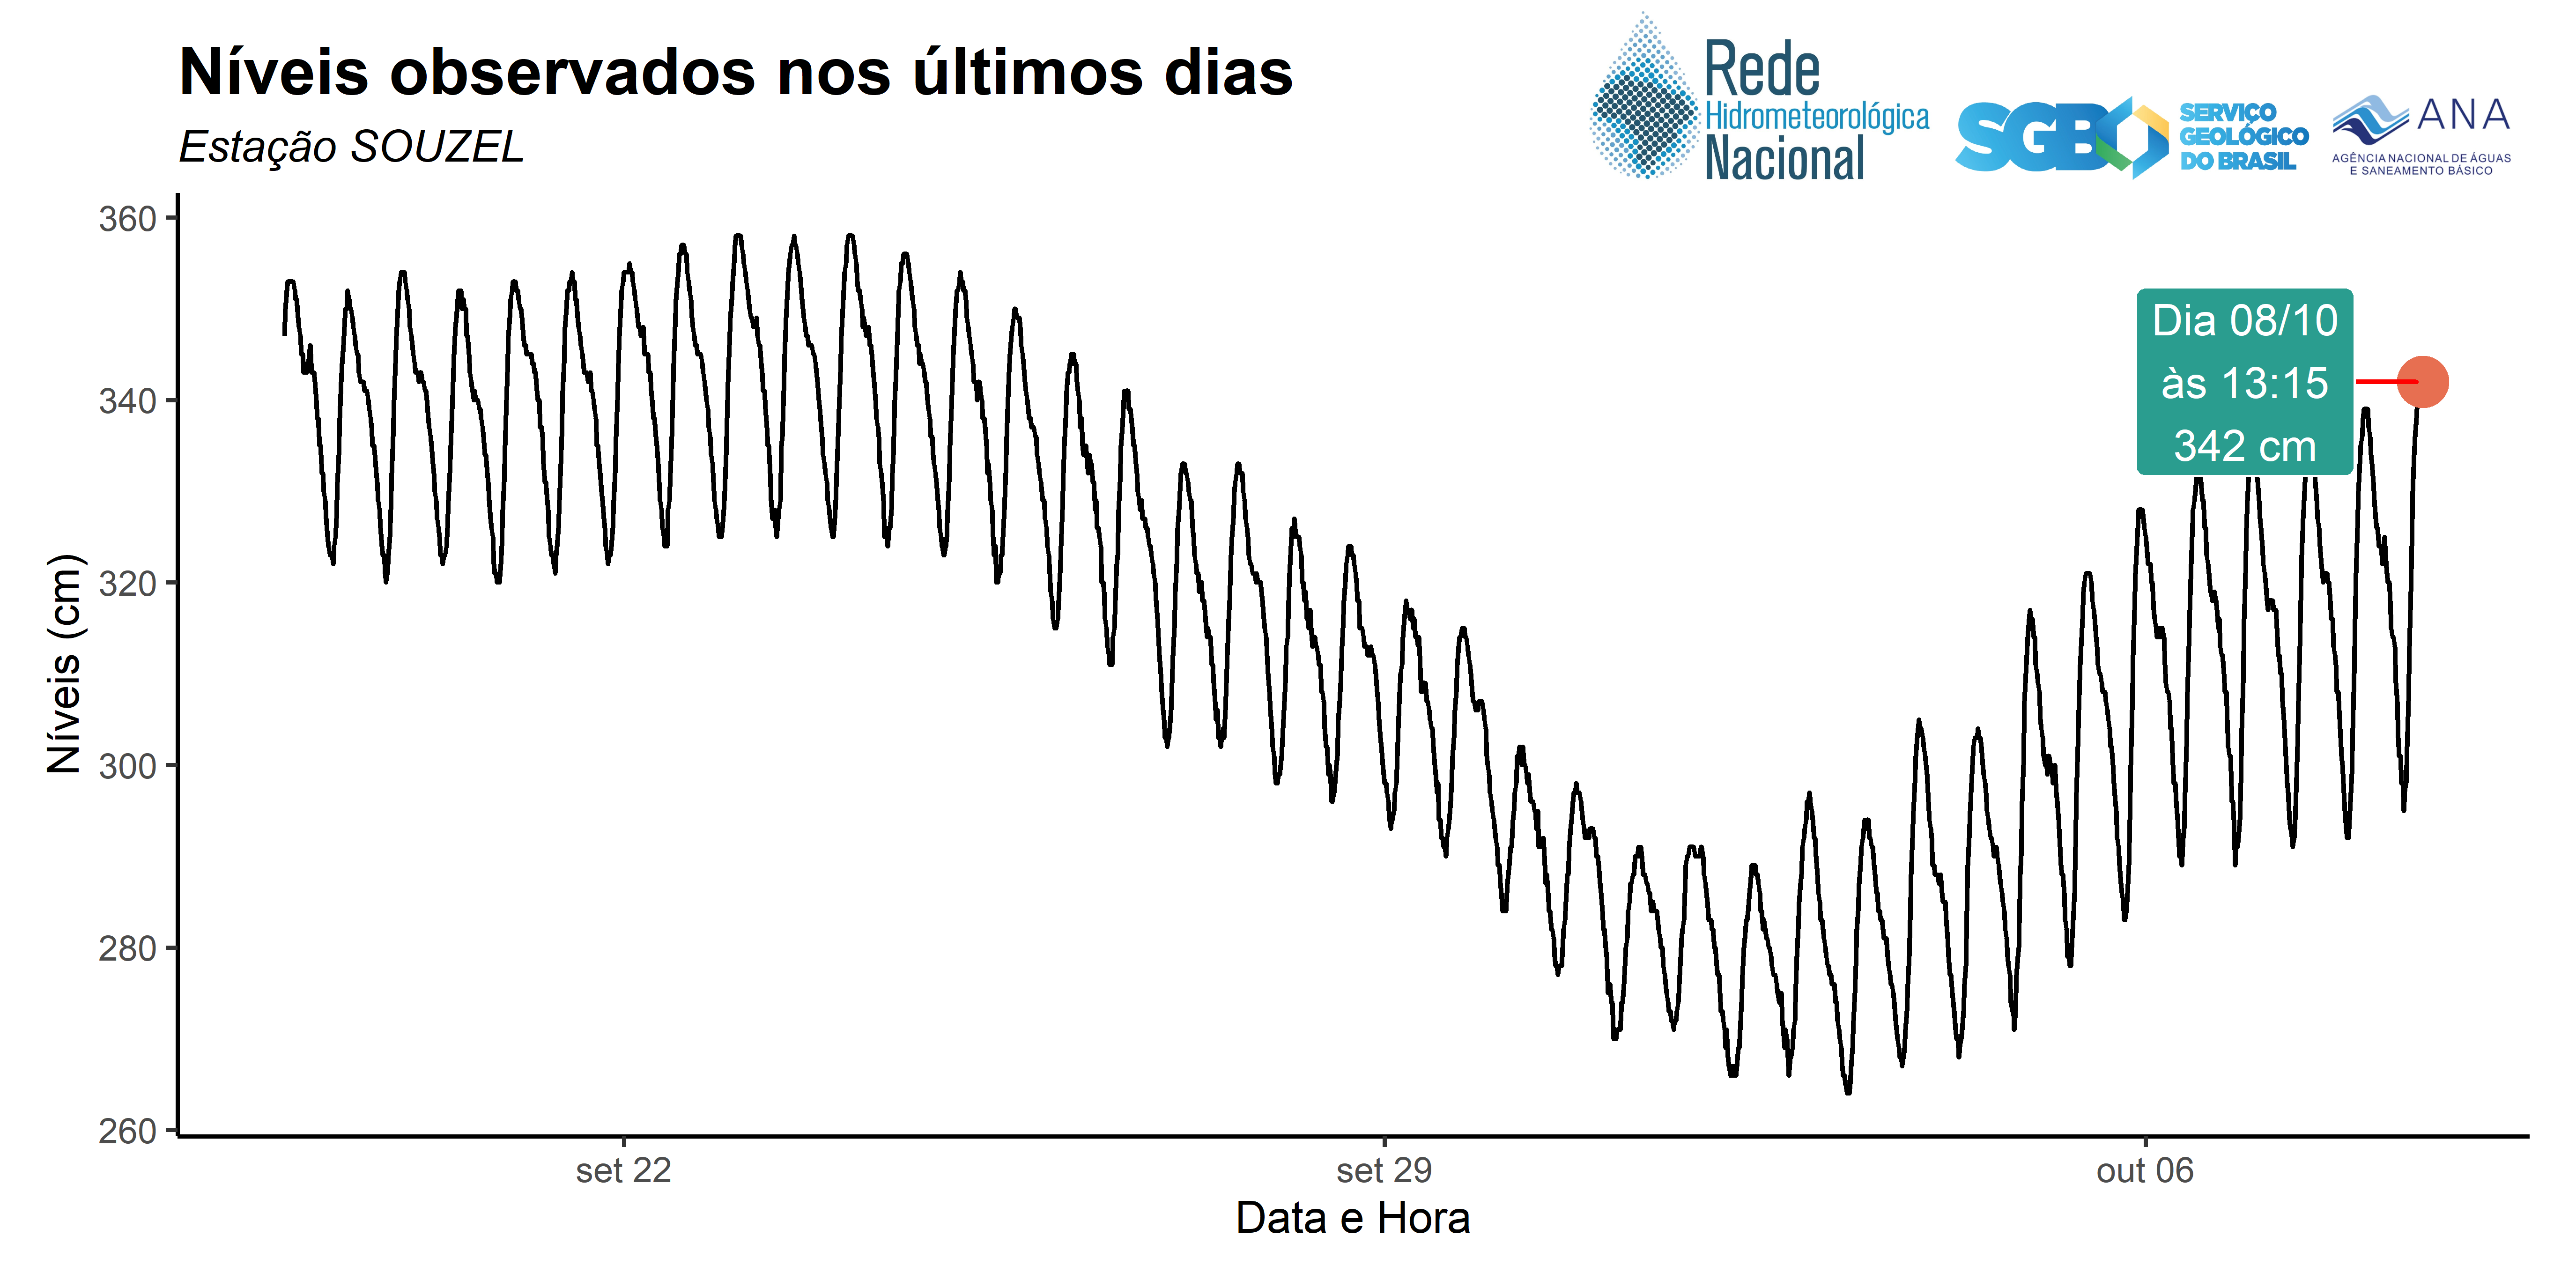 Níveis observados nos últimos dias
Estação SOUZEL
Rede
Hidrometeorológica
Nacional
SGB
SERVIÇO
GEOLÓGICO
DO BRASIL
ANA
AGÊNCIA NACIONAL DE ÁGUAS
E SANEAMENTO BÁSICO
360
340
320
300
280
260
Níveis (cm)
Dia 08/10
às 13:15
342 cm
set 22
set 29
out 06
Data e Hora